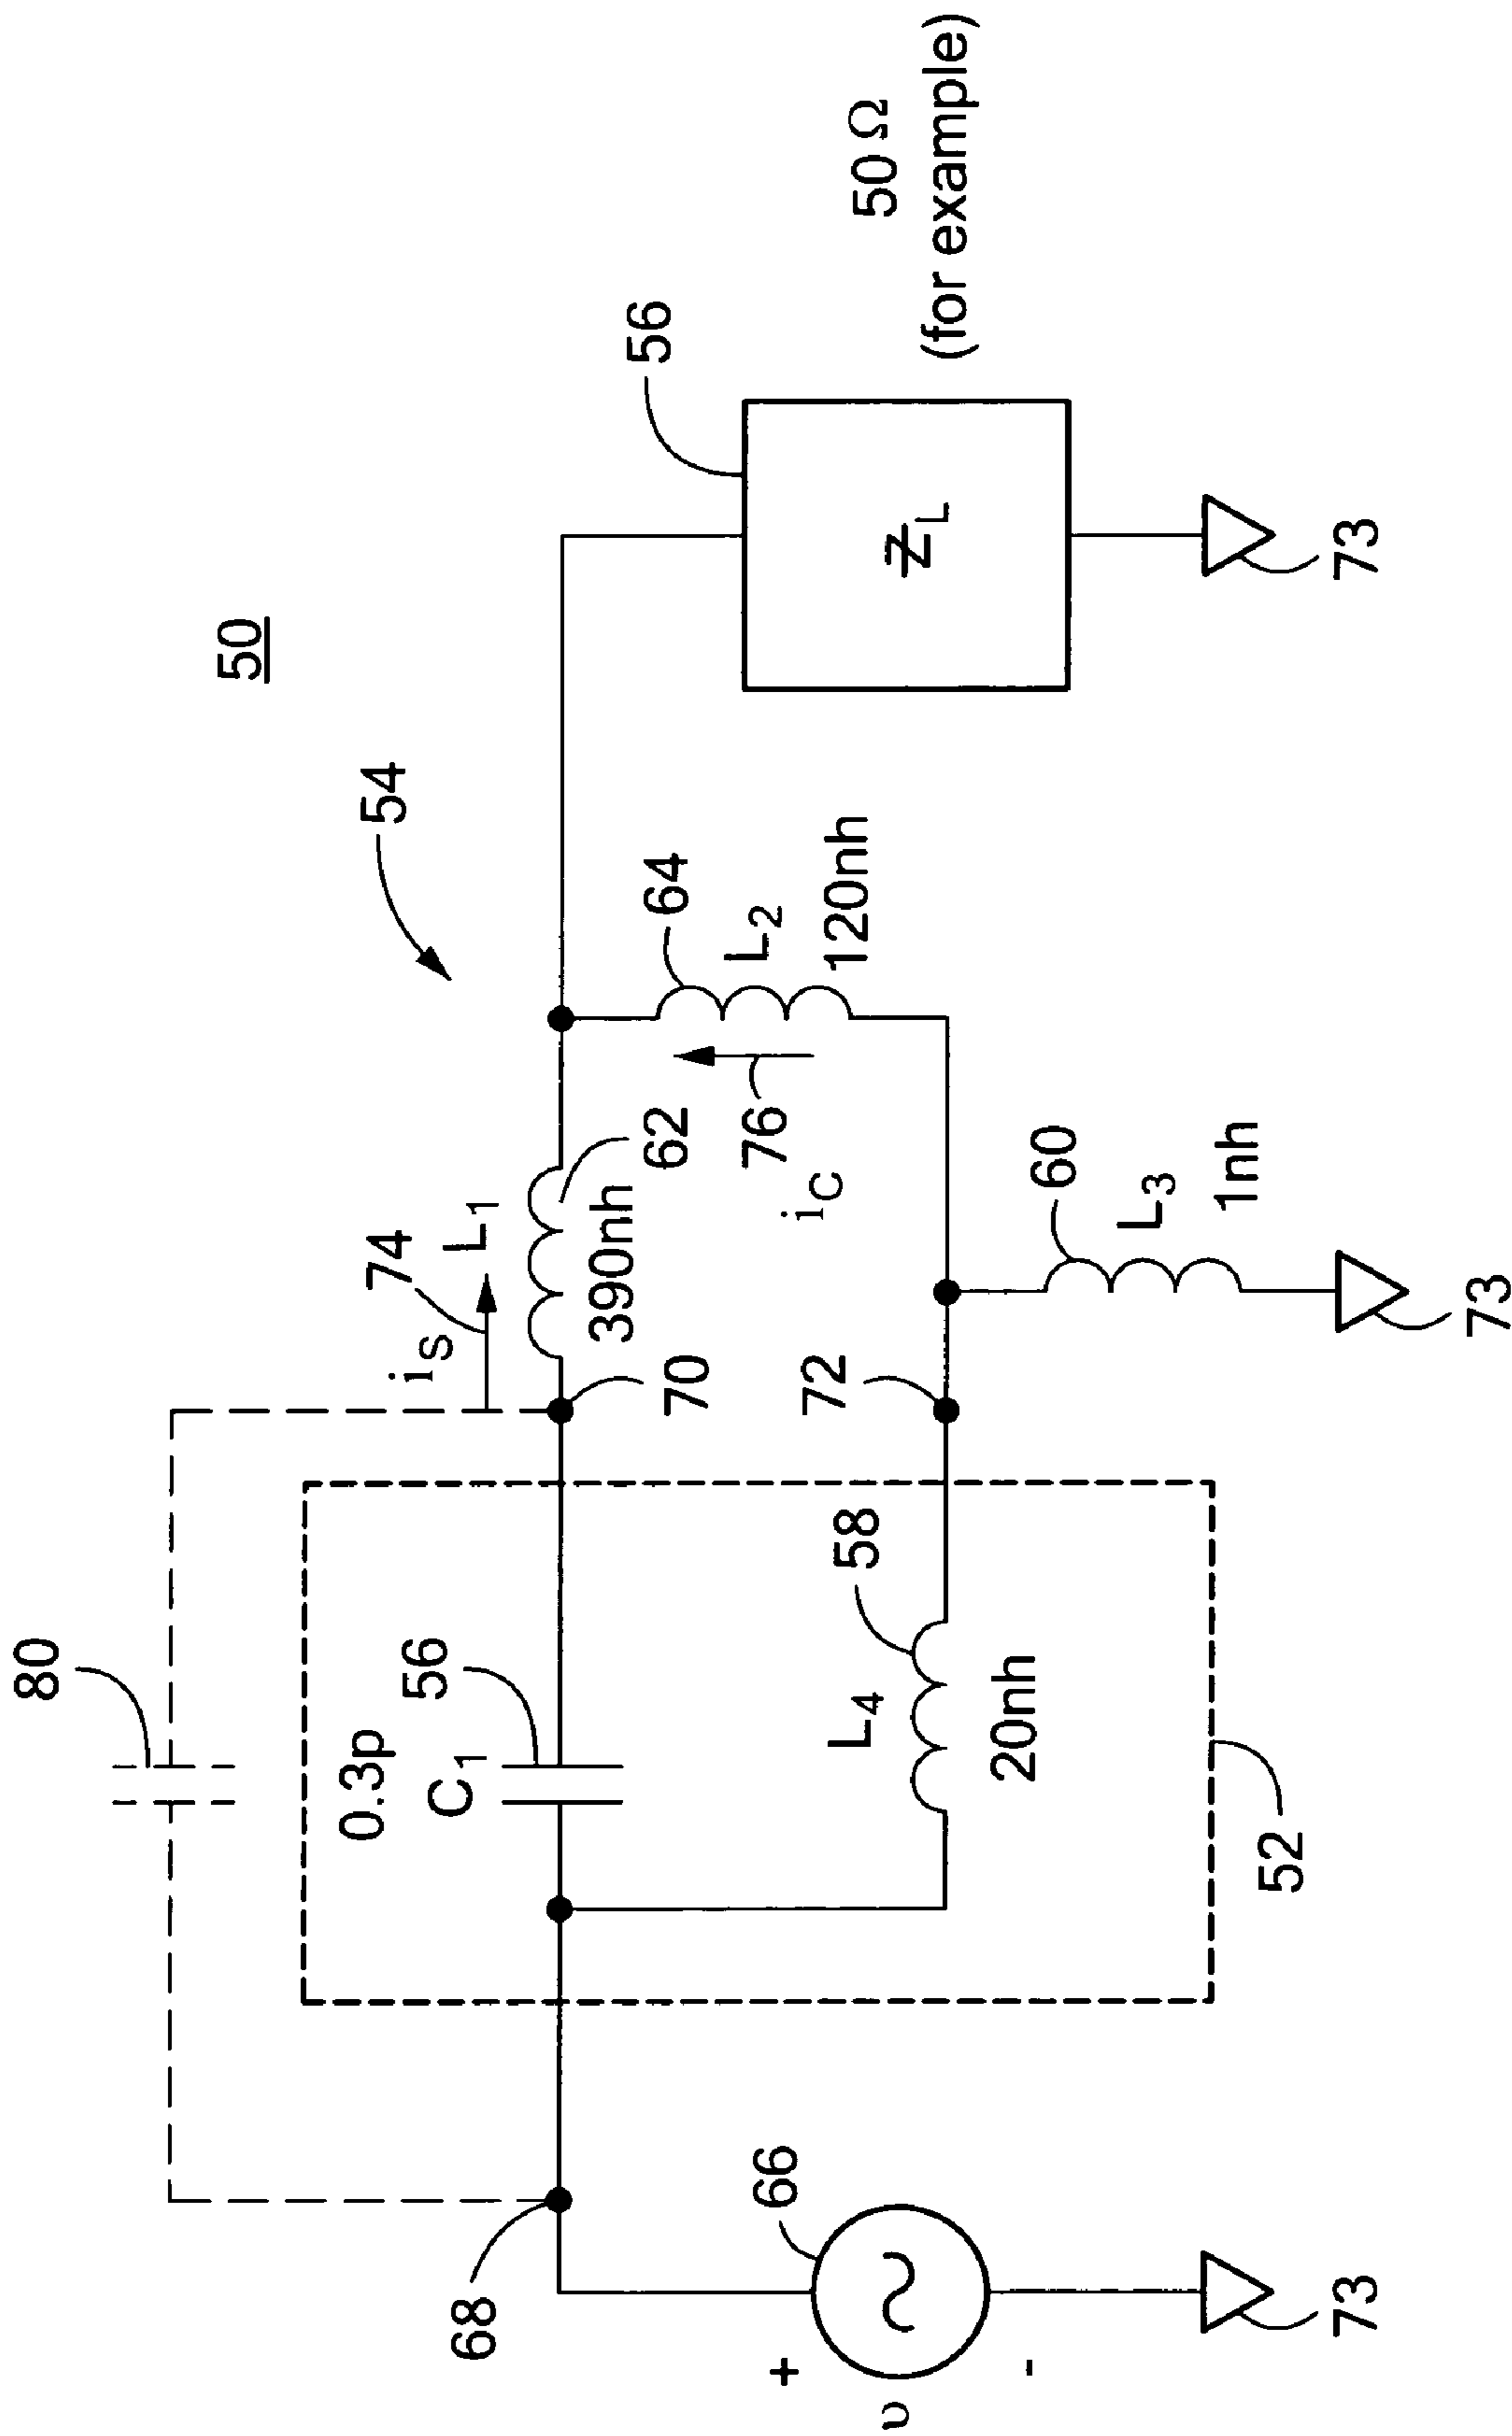 50
80
54
74
i_S
L_1
0.3p
C_1
56
70
62
390nh
64
L_2
120nh
76
i_C
56
Z_L
50 Ω
(for example)
68
66
+
υ
-
73
L_4
58
20nh
52
72
60
L_3
1nh
73
73